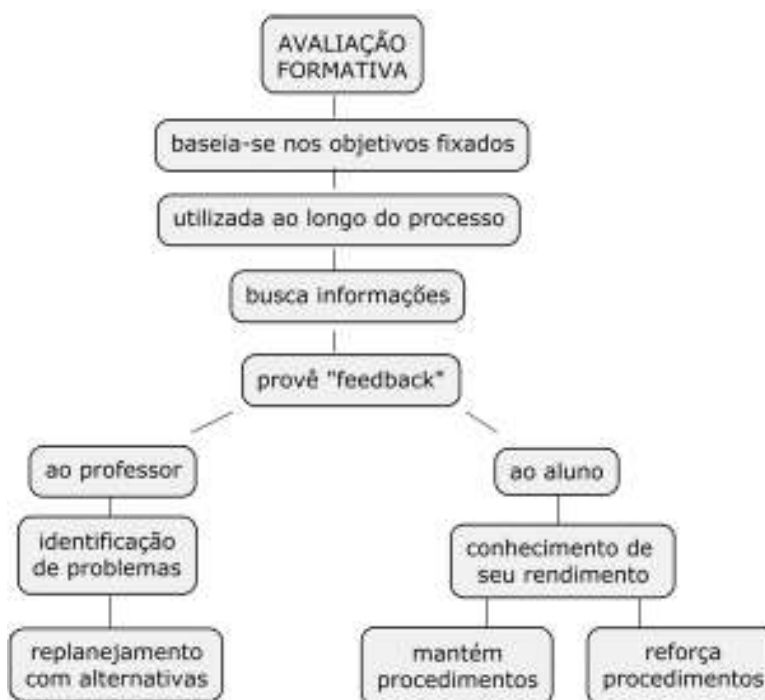 AVALIAÇÃO
FORMATIVA
baseia-se nos objetivos fixados
utilizada ao longo do processo
busca informações
provê "feedback"
ao professor
ao aluno
identificação
de problemas
conhecimento de
seu rendimento
replanejamento
com alternativas
mantém
procedimentos
reforça
procedimentos